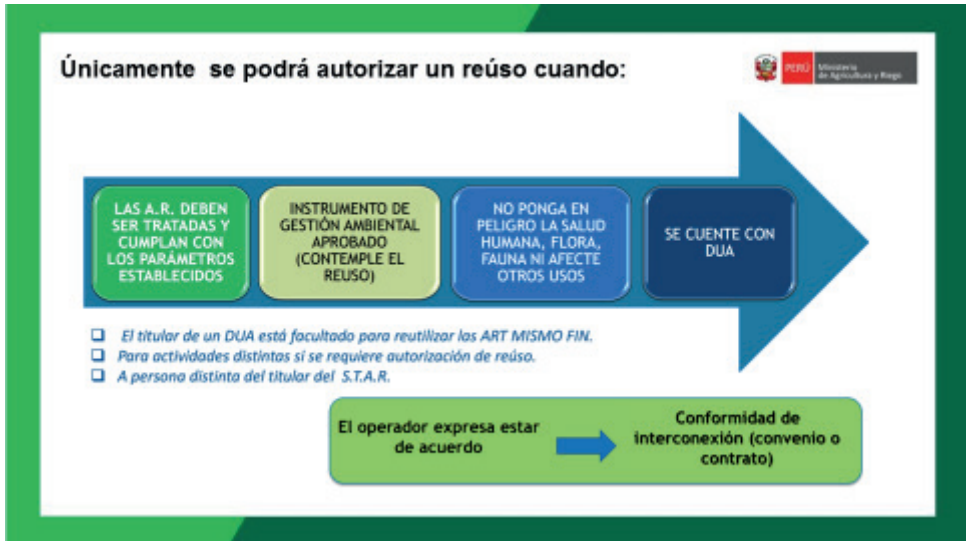 Únicamente se podrá autorizar un reúso cuando:
PERÚ
Ministerio
de Agricultura y Riego
LAS A.R. DEBEN
SER TRATADAS Y
CUMPLAN CON
LOS PARÁMETROS
ESTABLECIDOS
INSTRUMENTO DE
GESTIÓN AMBIENTAL
APROBADO
(CONTEMPLE EL
REUSO)
NO PONGA EN
PELIGRO LA SALUD
HUMANA, FLORA,
FAUNA NI AFECTE
OTROS USOS
SE CUENTE CON
DUA
El titular de un DUA está facultado para reutilizar las ART MISMO FIN.
Para actividades distintas si se requiere autorización de reúso.
A persona distinta del titular del S.T.A.R.
El operador expresa estar
de acuerdo
Conformidad de
interconexión (convenio o
contrato)